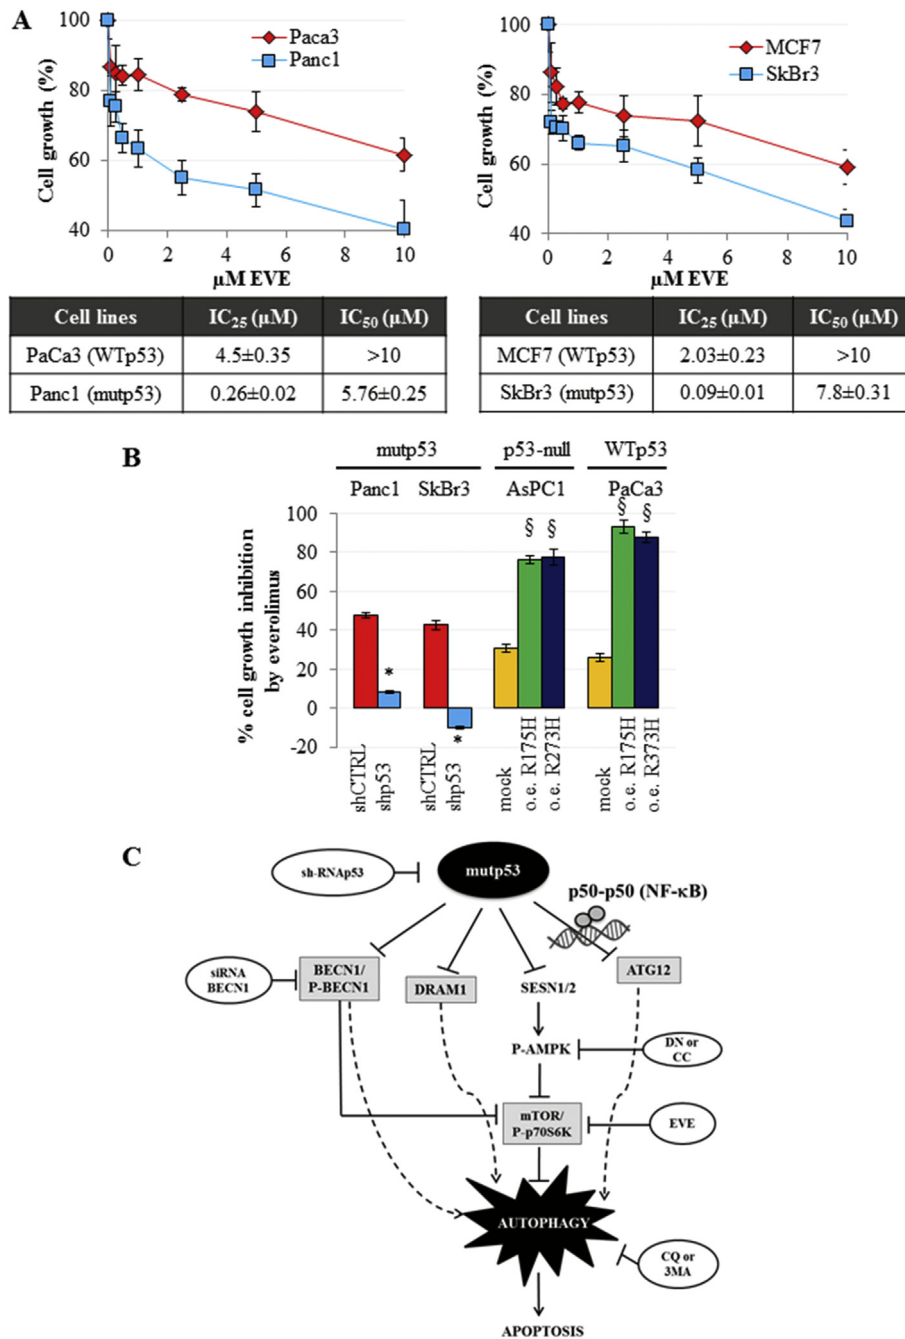 A
100
80
60
40
Cell growth (%)
Paca3
Panc1
0 2 4 6 8 10
µM EVE
100
80
60
40
Cell growth (%)
MCF7
SkBr3
0 2 4 6 8 10
µM EVE
Cell lines IC25 (µM) IC50 (µM)
PaCa3 (WTp53) 4.5±0.35 >10
Panc1 (mutp53) 0.26±0.02 5.76±0.25
Cell lines IC25 (µM) IC50 (µM)
MCF7 (WTp53) 2.03±0.23 >10
SkBr3 (mutp53) 0.09±0.01 7.8±0.31
B
mutp53 p53-null WTp53
Panc1 SkBr3 AsPC1 PaCa3
% cell growth inhibition
by everolimus
100
80
60
40
20
0
-20
*
*
§ §
§ §
shCTRL
shp53
shCTRL
shp53
mock
o.e. R175H
o.e. R273H
mock
o.e. R175H
o.e. R373H
C
sh-RNAp53
mutp53
p50-p50 (NF-κB)
siRNA
BECN1
BECN1/
P-BECN1
DRAM1
SESN1/2
ATG12
P-AMPK
DN or
CC
mTOR/
P-p70S6K
EVE
AUTOPHAGY
CQ or
3MA
APOPTOSIS